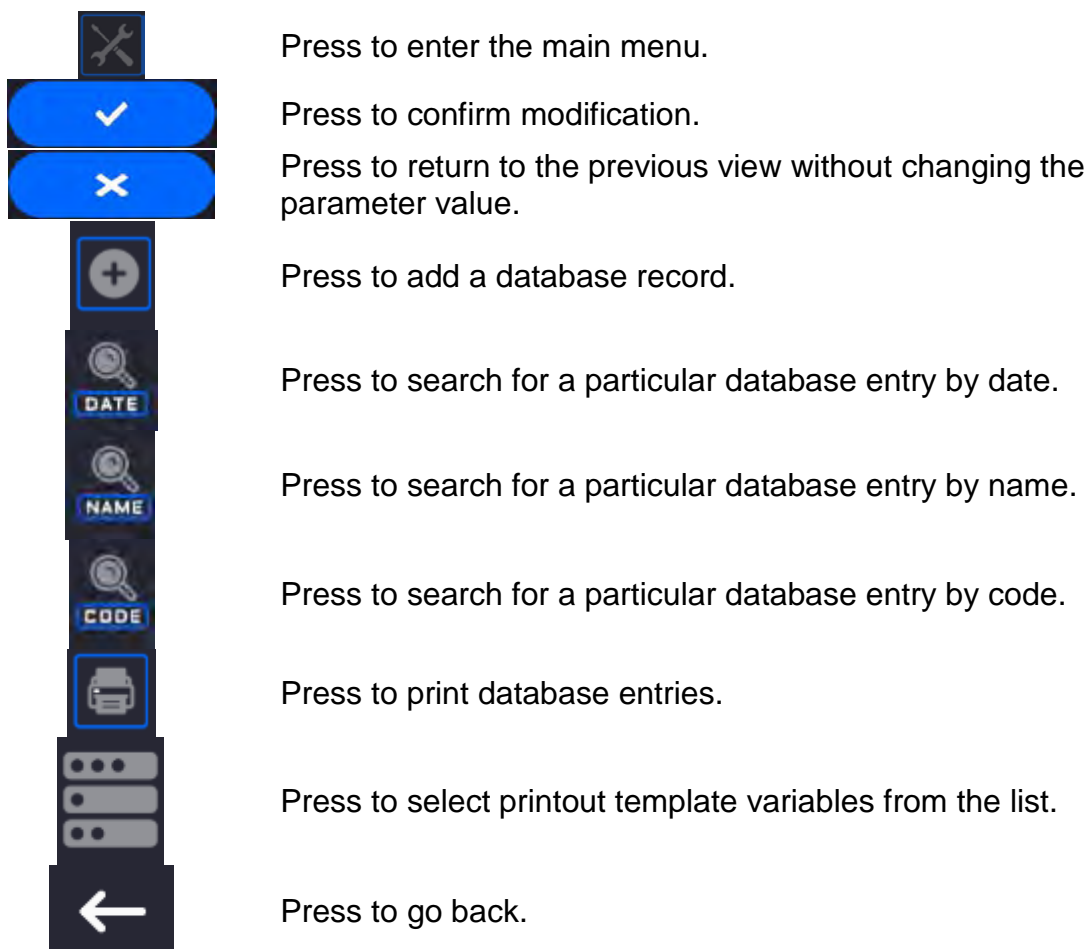 Press to enter the main menu.
Press to confirm modification.
Press to return to the previous view without changing the
parameter value.
Press to add a database record.
DATE
Press to search for a particular database entry by date.
NAME
Press to search for a particular database entry by name.
CODE
Press to search for a particular database entry by code.
Press to print database entries.
Press to select printout template variables from the list.
Press to go back.